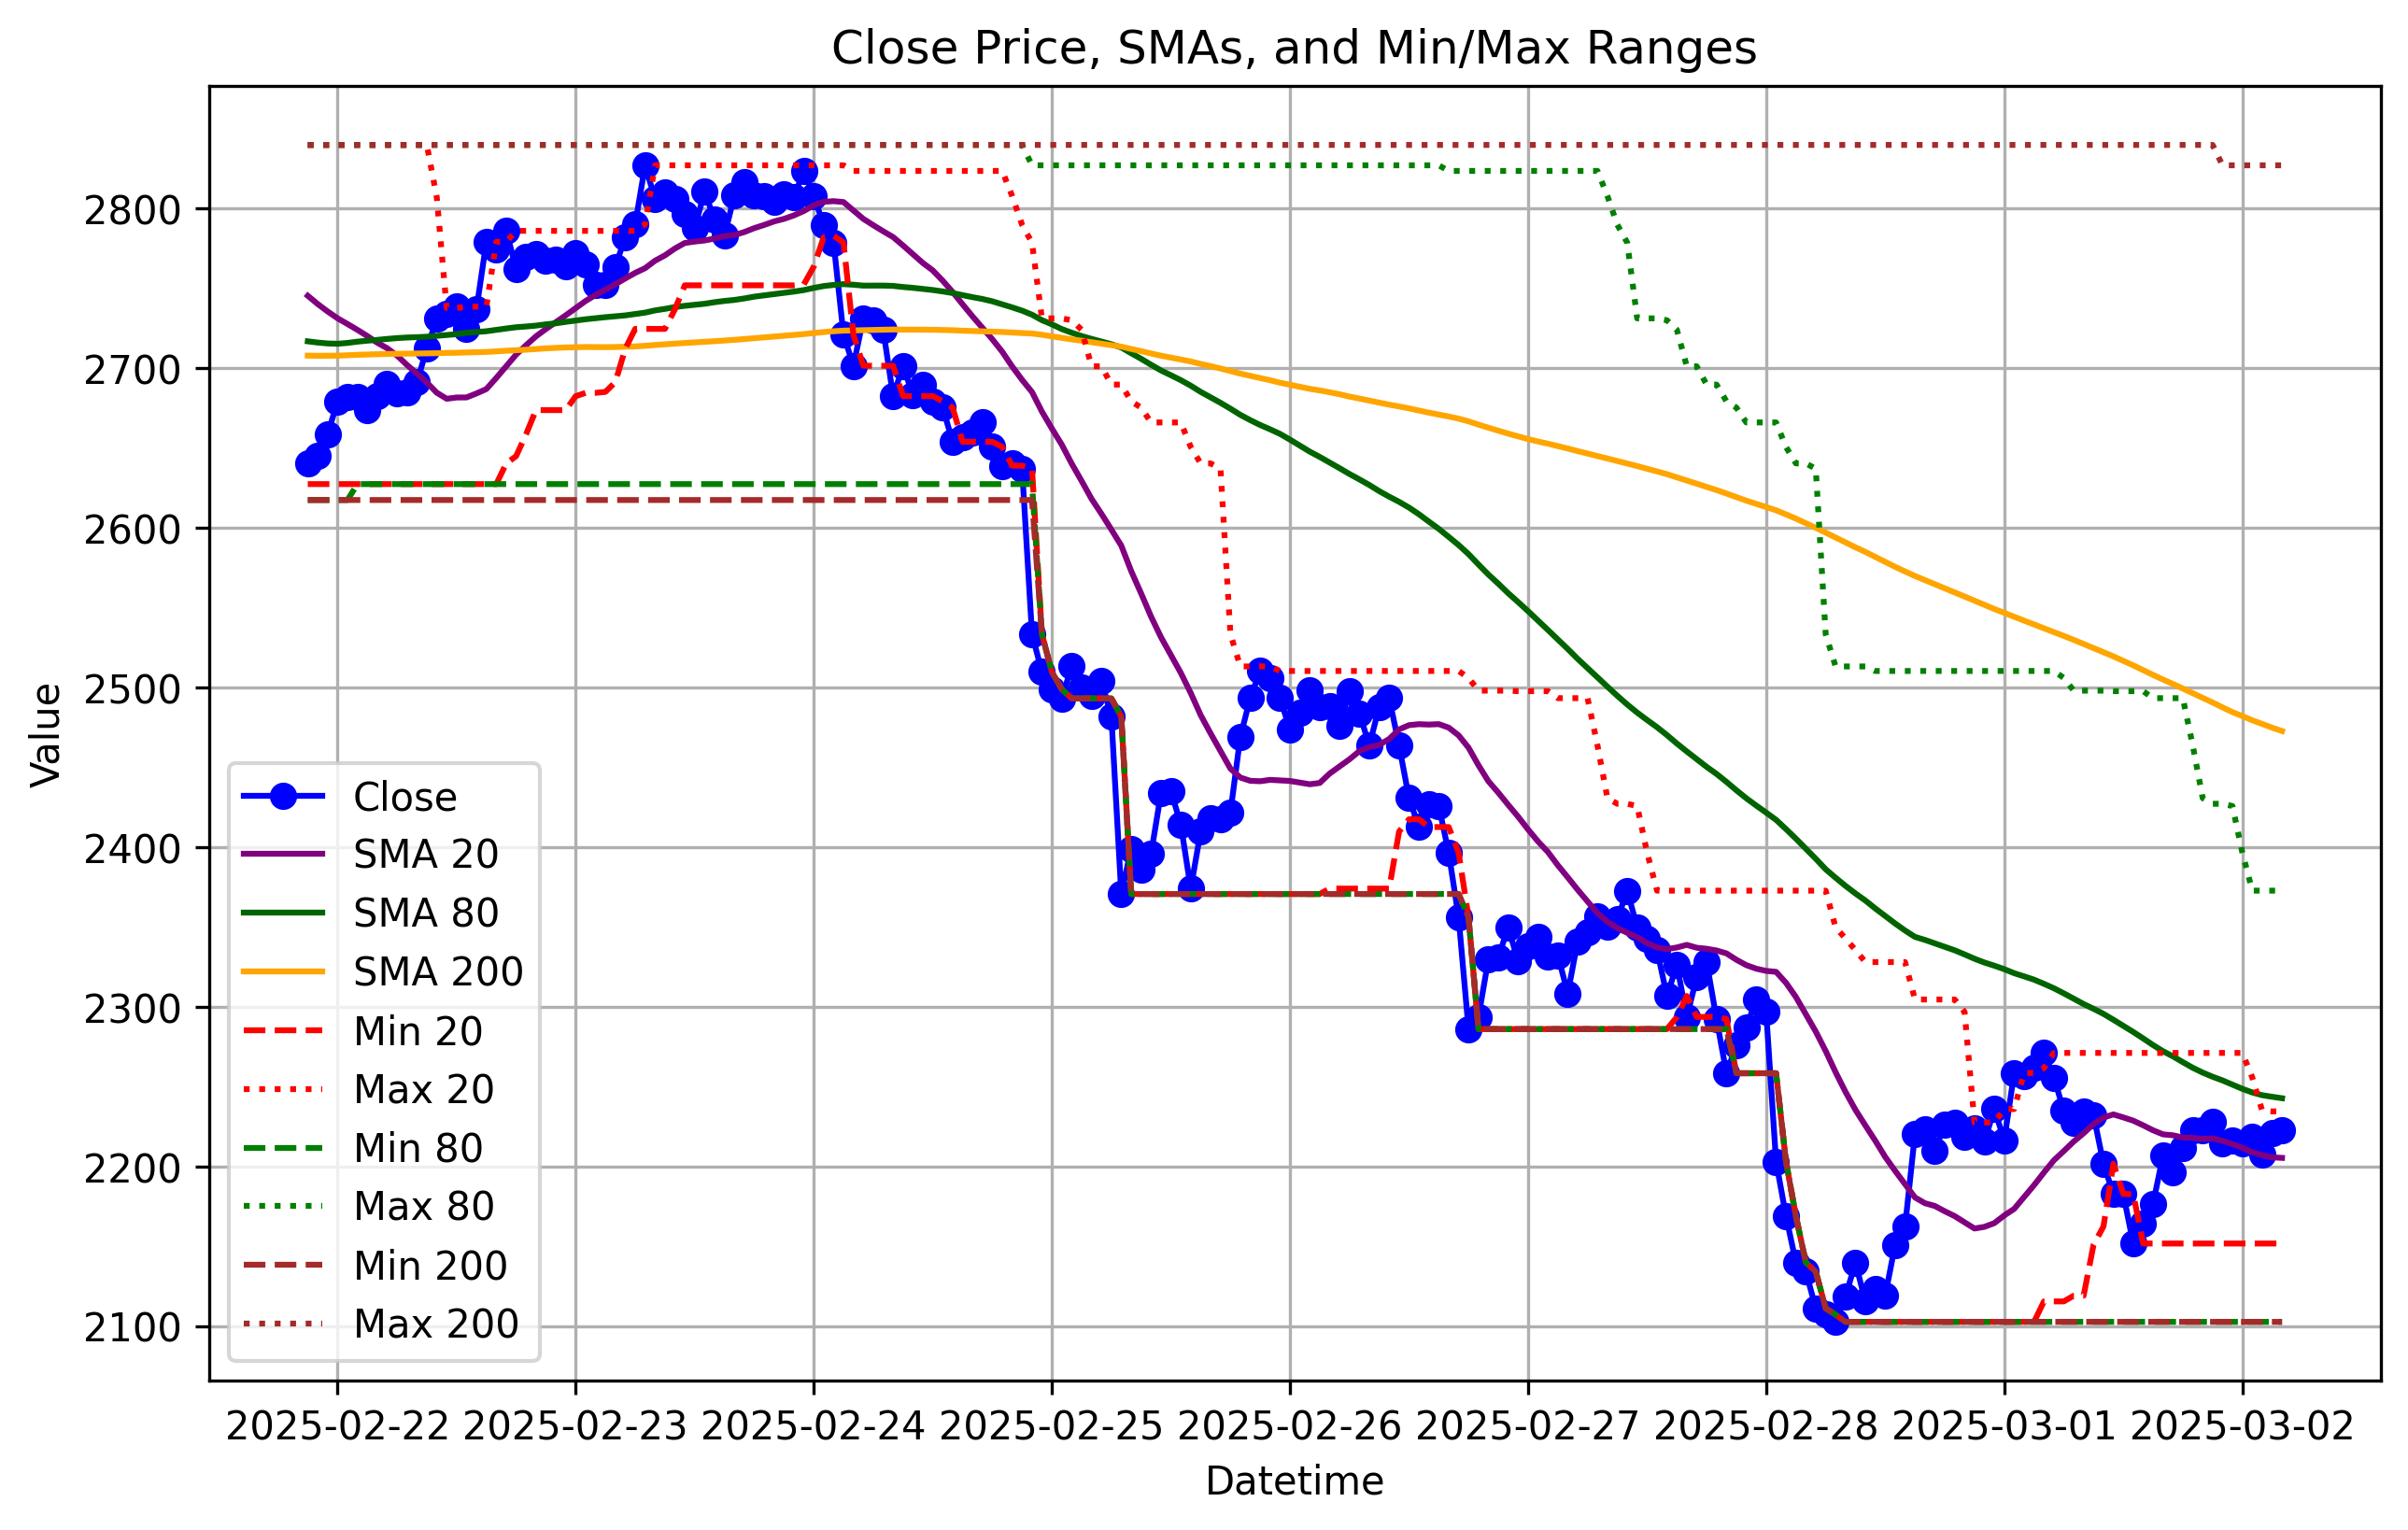 Close Price, SMAs, and Min/Max Ranges
Value
2800
2700
2600
2500
2400
2300
2200
2100
Close
SMA 20
SMA 80
SMA 200
Min 20
Max 20
Min 80
Max 80
Min 200
Max 200
2025-02-22 2025-02-23 2025-02-24 2025-02-25 2025-02-26 2025-02-27 2025-02-28 2025-03-01 2025-03-02
Datetime